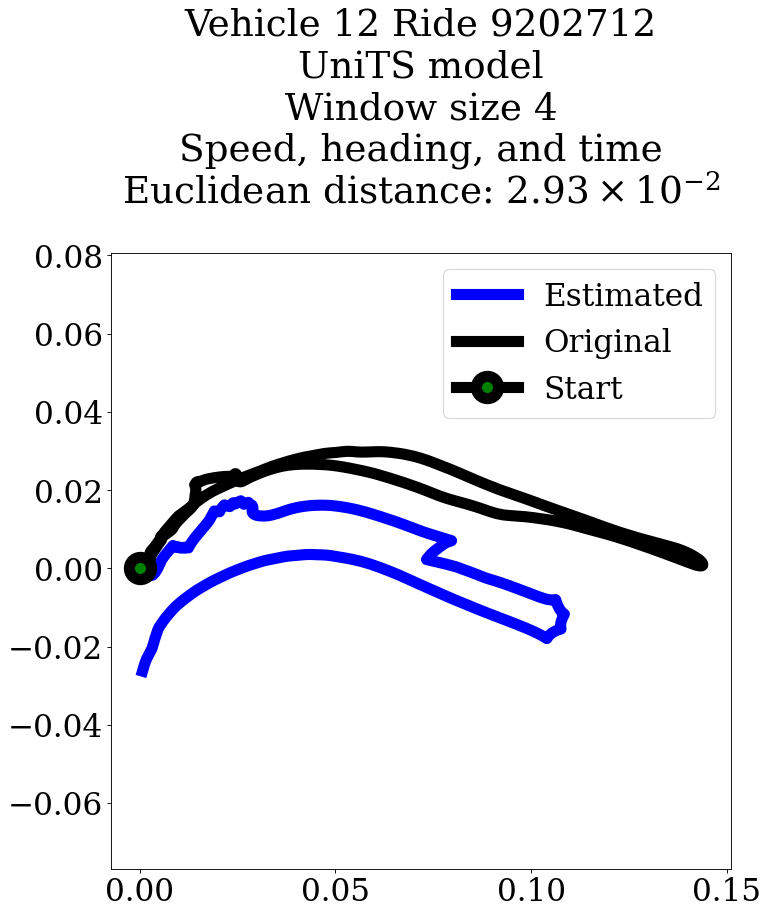 Vehicle 12 Ride 9202712
UniTS model
Window size 4
Speed, heading, and time
Euclidean distance: 2.93 × 10⁻²
0.08
0.06
0.04
0.02
0.00
−0.02
−0.04
−0.06
Estimated
Original
Start
0.00 0.05 0.10 0.15